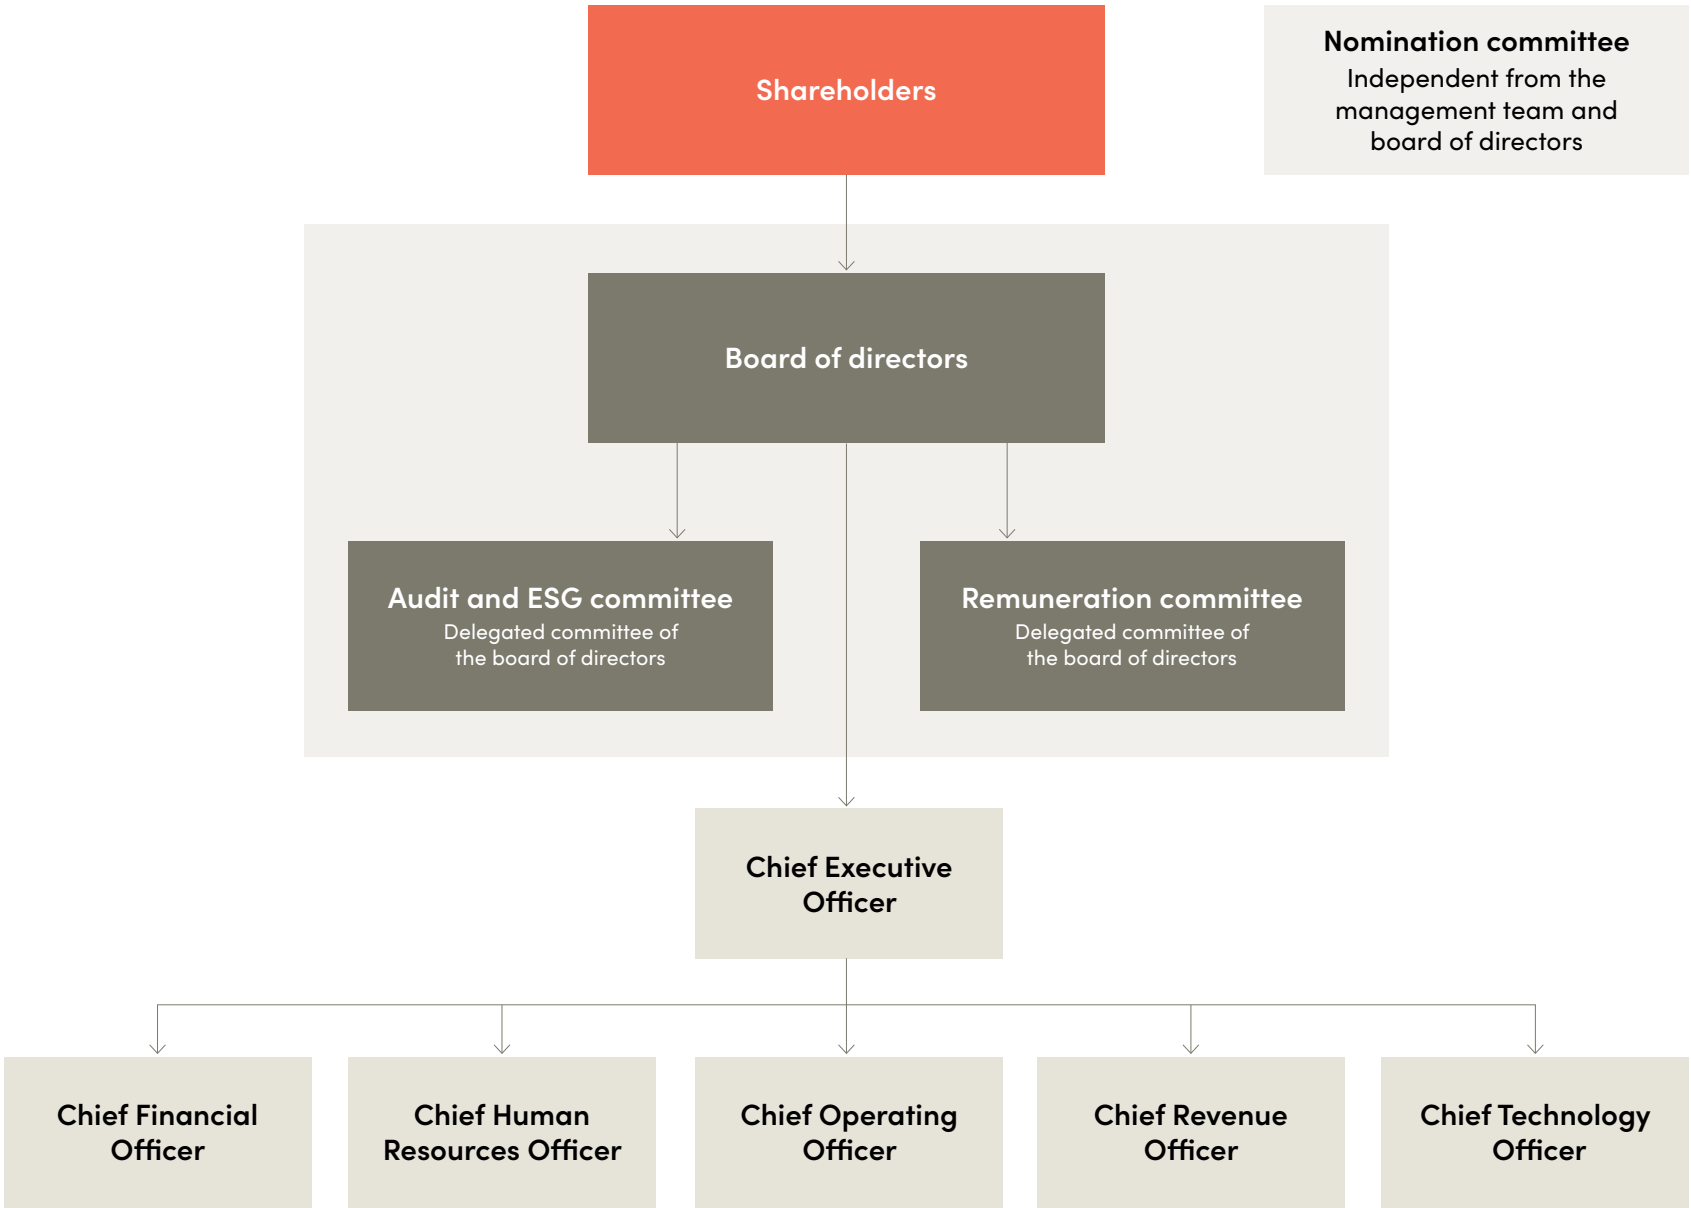 Shareholders
Nomination committee
Independent from the
management team and
board of directors
Board of directors
Audit and ESG committee
Delegated committee of
the board of directors
Remuneration committee
Delegated committee of
the board of directors
Chief Executive
Officer
Chief Financial
Officer
Chief Human
Resources Officer
Chief Operating
Officer
Chief Revenue
Officer
Chief Technology
Officer